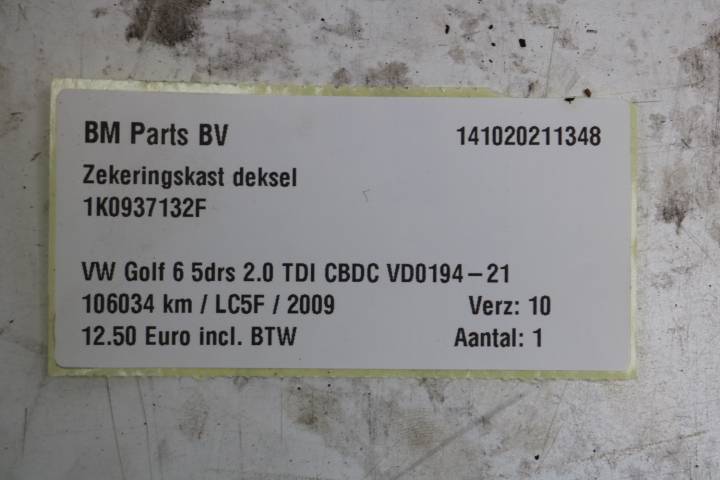 BM Parts BV 141020211348
Zekeringskast deksel
1K0937132F
VW Golf 6 5drs 2.0 TDI CBDC VD0194-21
106034 km / LC5F / 2009 Verz: 10
12.50 Euro incl. BTW Aantal: 1